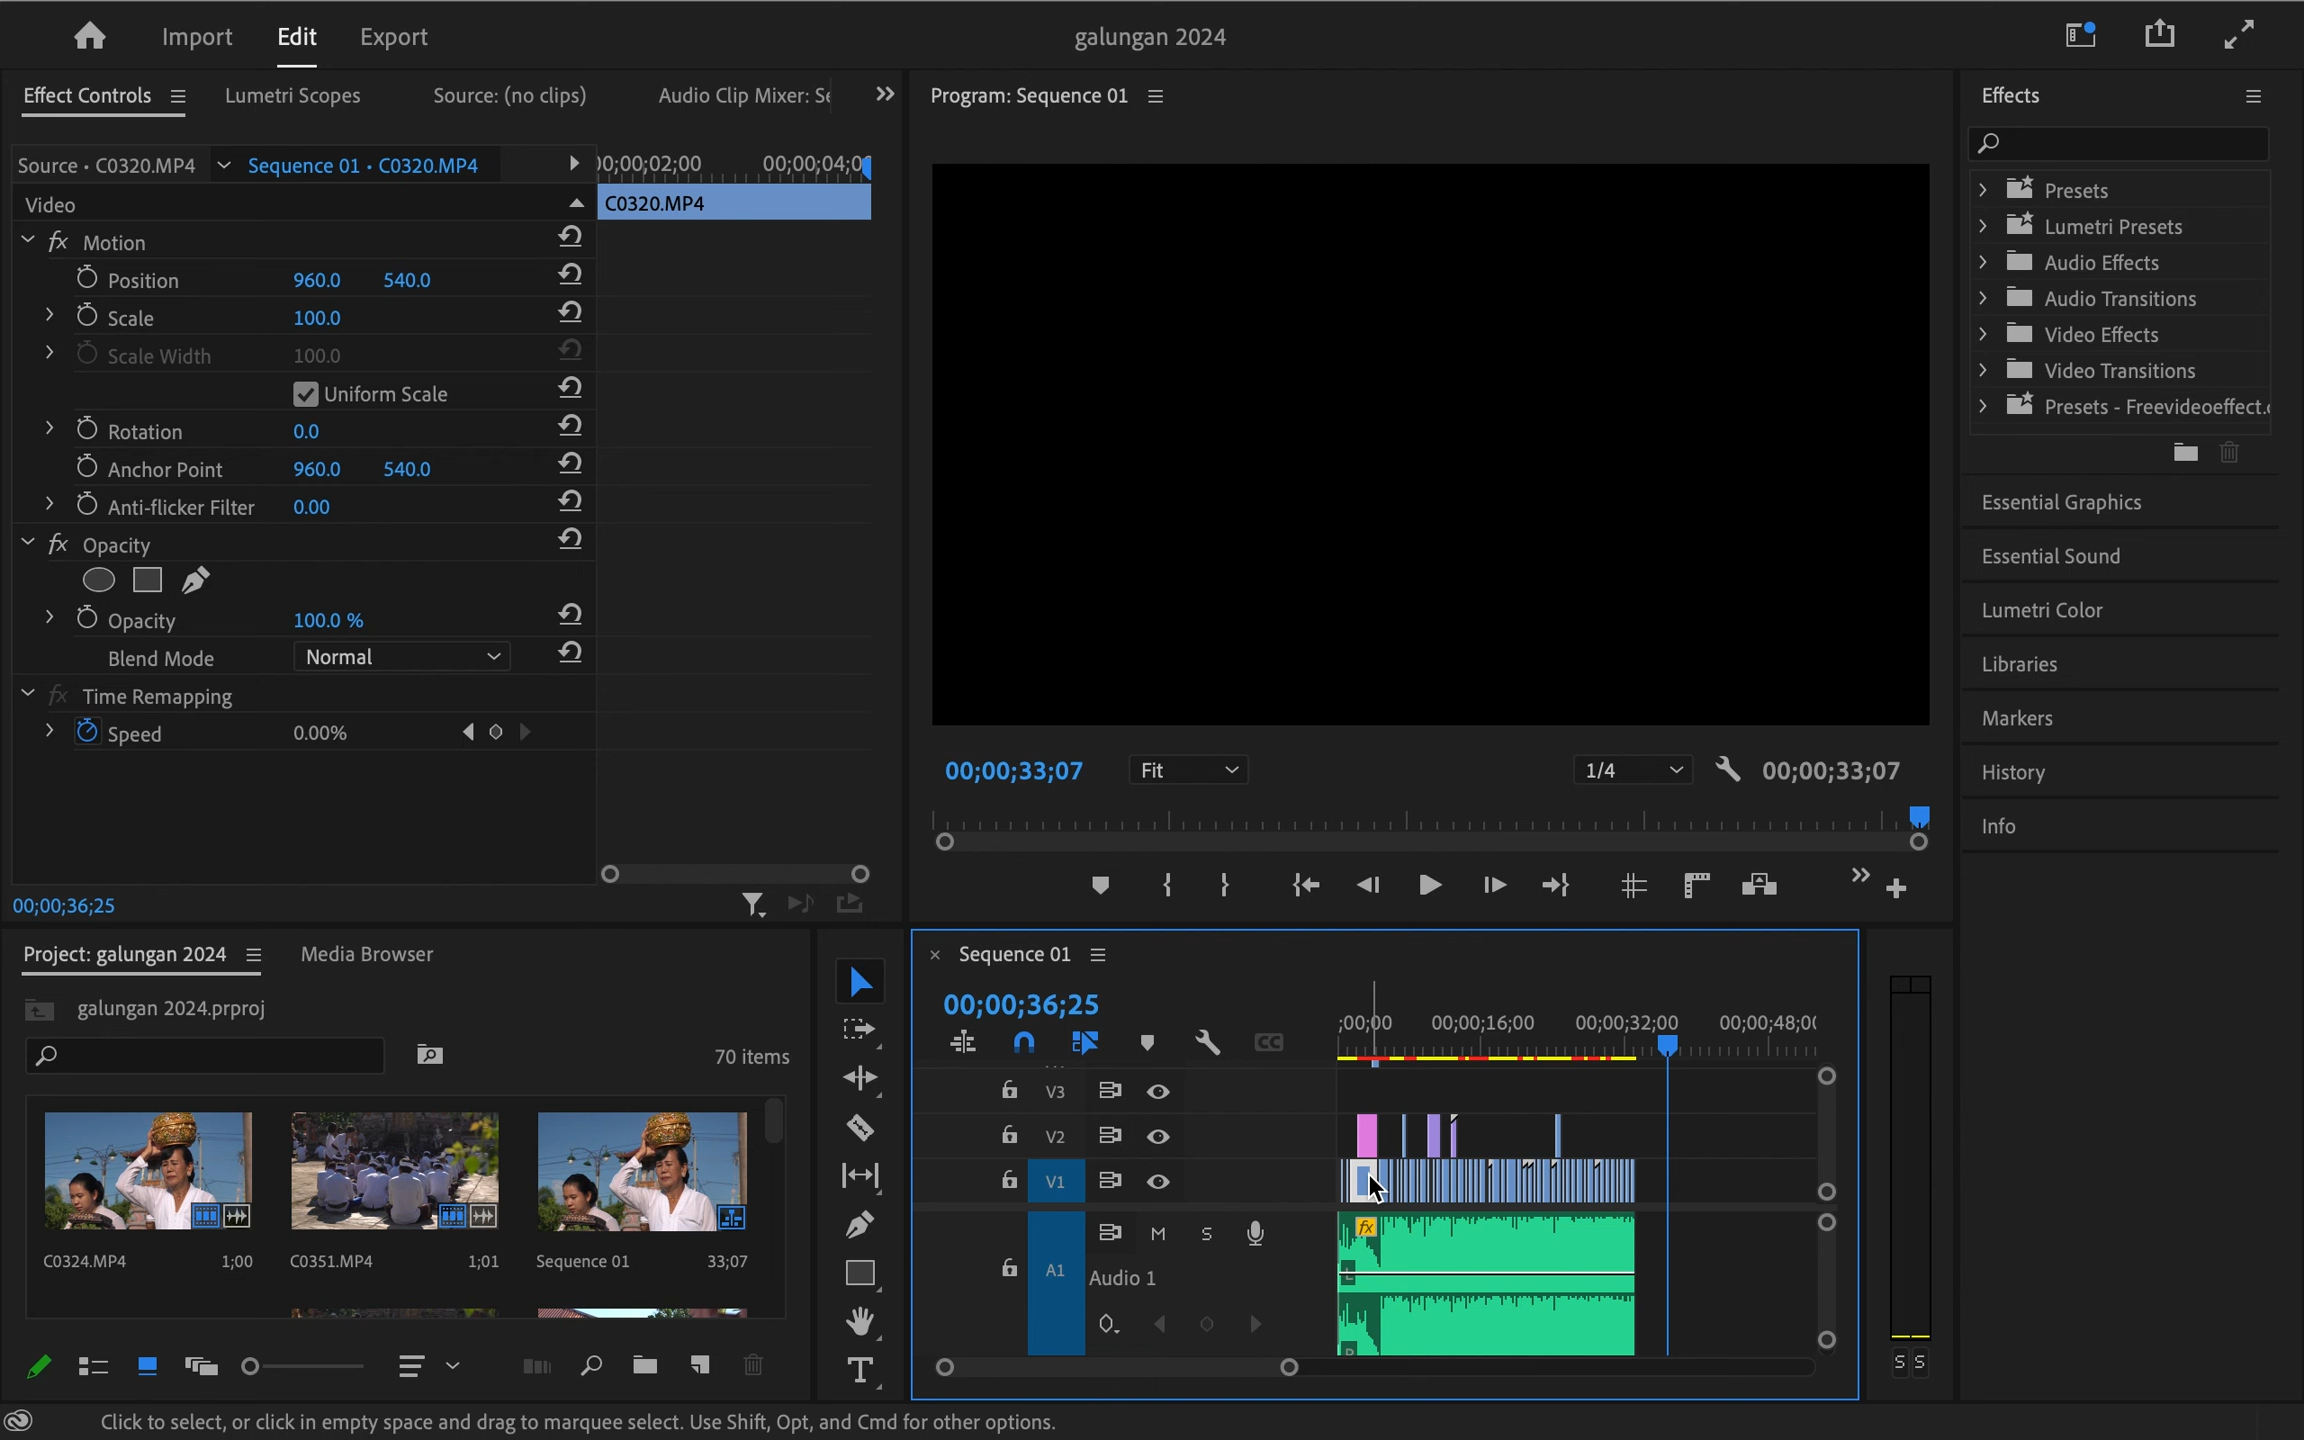 Import Edit Export galungan 2024
Effect Controls Lumetri Scopes Source: (no clips) Audio Clip Mixer: Se
Source • C0320.MP4 Sequence 01 • C0320.MP4 00;00;02;00 00;00;04;0
Video C0320.MP4
fx Motion
Position 960.0 540.0
Scale 100.0
Scale Width 100.0
Uniform Scale
Rotation 0.0
Anchor Point 960.0 540.0
Anti-flicker Filter 0.00
fx Opacity
Opacity 100.0 %
Blend Mode Normal
fx Time Remapping
Speed 0.00%
00;00;36;25
Program: Sequence 01
00;00;33;07 Fit 1/4 00;00;33;07
Effects
Presets
Lumetri Presets
Audio Effects
Audio Transitions
Video Effects
Video Transitions
Presets - Freevideoeffect.
Essential Graphics
Essential Sound
Lumetri Color
Libraries
Markers
History
Info
Project: galungan 2024 Media Browser
galungan 2024.prproj
70 items
C0324.MP4 1;00 C0351.MP4 1;01 Sequence 01 33;07
T
× Sequence 01
00;00;36;25
;00;00 00;00;16;00 00;00;32;00 00;00;48;0
CC
V3
V2
V1
M S
fx
A1 Audio 1
L
R
S S
Click to select, or click in empty space and drag to marquee select. Use Shift, Opt, and Cmd for other options.